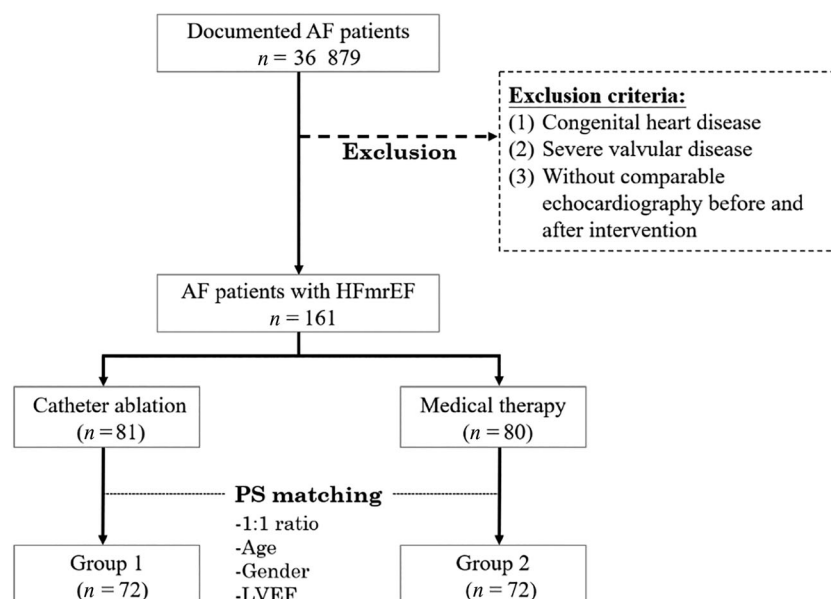 Documented AF patients
n = 36 879
Exclusion criteria:
(1) Congenital heart disease
(2) Severe valvular disease
(3) Without comparable
echocardiography before and
after intervention
Exclusion
AF patients with HFmrEF
n = 161
Catheter ablation
(n = 81)
Medical therapy
(n = 80)
PS matching
-1:1 ratio
-Age
-Gender
-LVEF
Group 1
(n = 72)
Group 2
(n = 72)